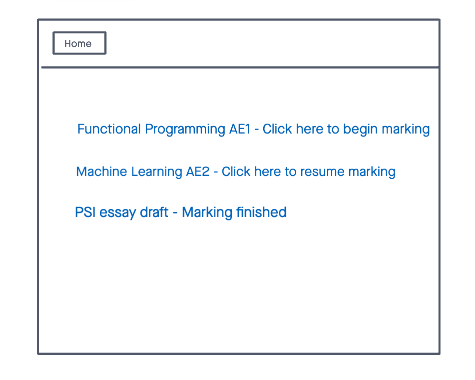 Home
Functional Programming AE1 - Click here to begin marking
Machine Learning AE2 - Click here to resume marking
PSI essay draft - Marking finished